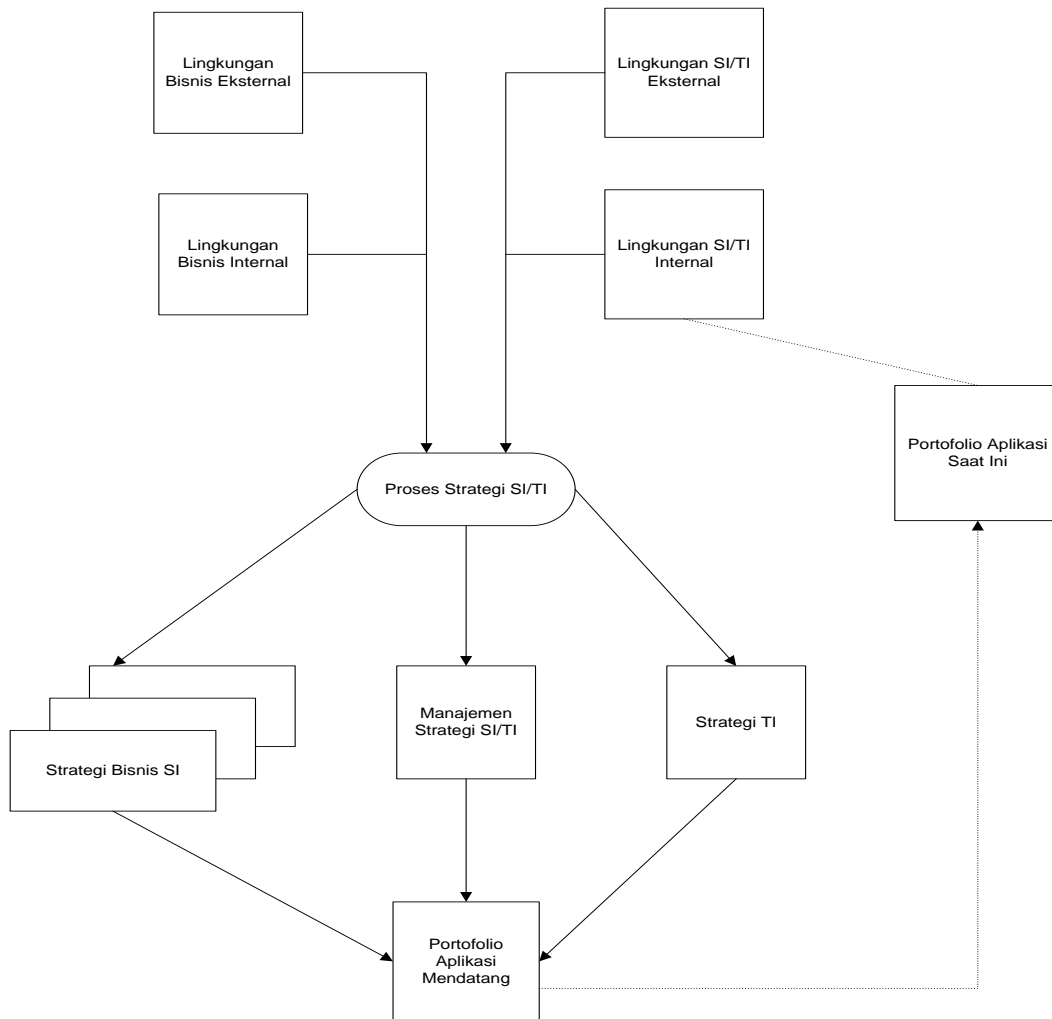 Lingkungan
Bisnis Eksternal
Lingkungan SI/TI
Eksternal
Lingkungan
Bisnis Internal
Lingkungan SI/TI
Internal
Portofolio Aplikasi
Saat Ini
Proses Strategi SI/TI
Strategi Bisnis SI
Manajemen
Strategi SI/TI
Strategi TI
Portofolio
Aplikasi
Mendatang